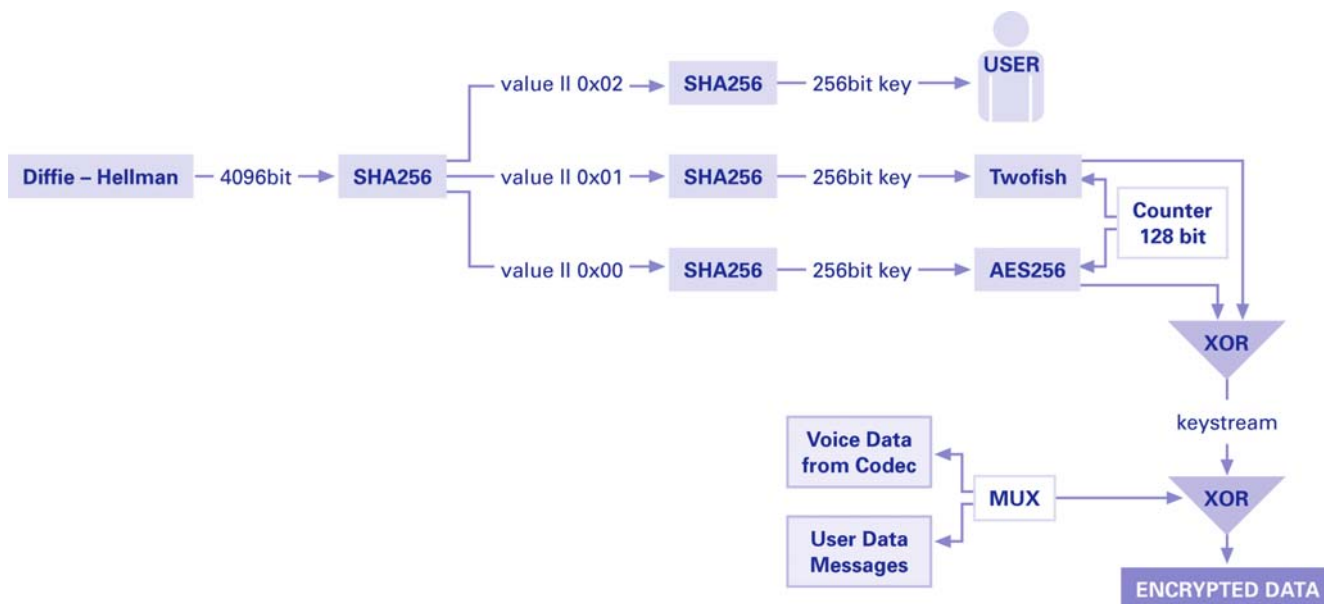 USER
value II 0x02
SHA256
256bit key
Diffie – Hellman
4096bit
SHA256
value II 0x01
SHA256
256bit key
Twofish
Counter
128 bit
value II 0x00
SHA256
256bit key
AES256
XOR
keystream
Voice Data
from Codec
MUX
XOR
User Data
Messages
ENCRYPTED DATA